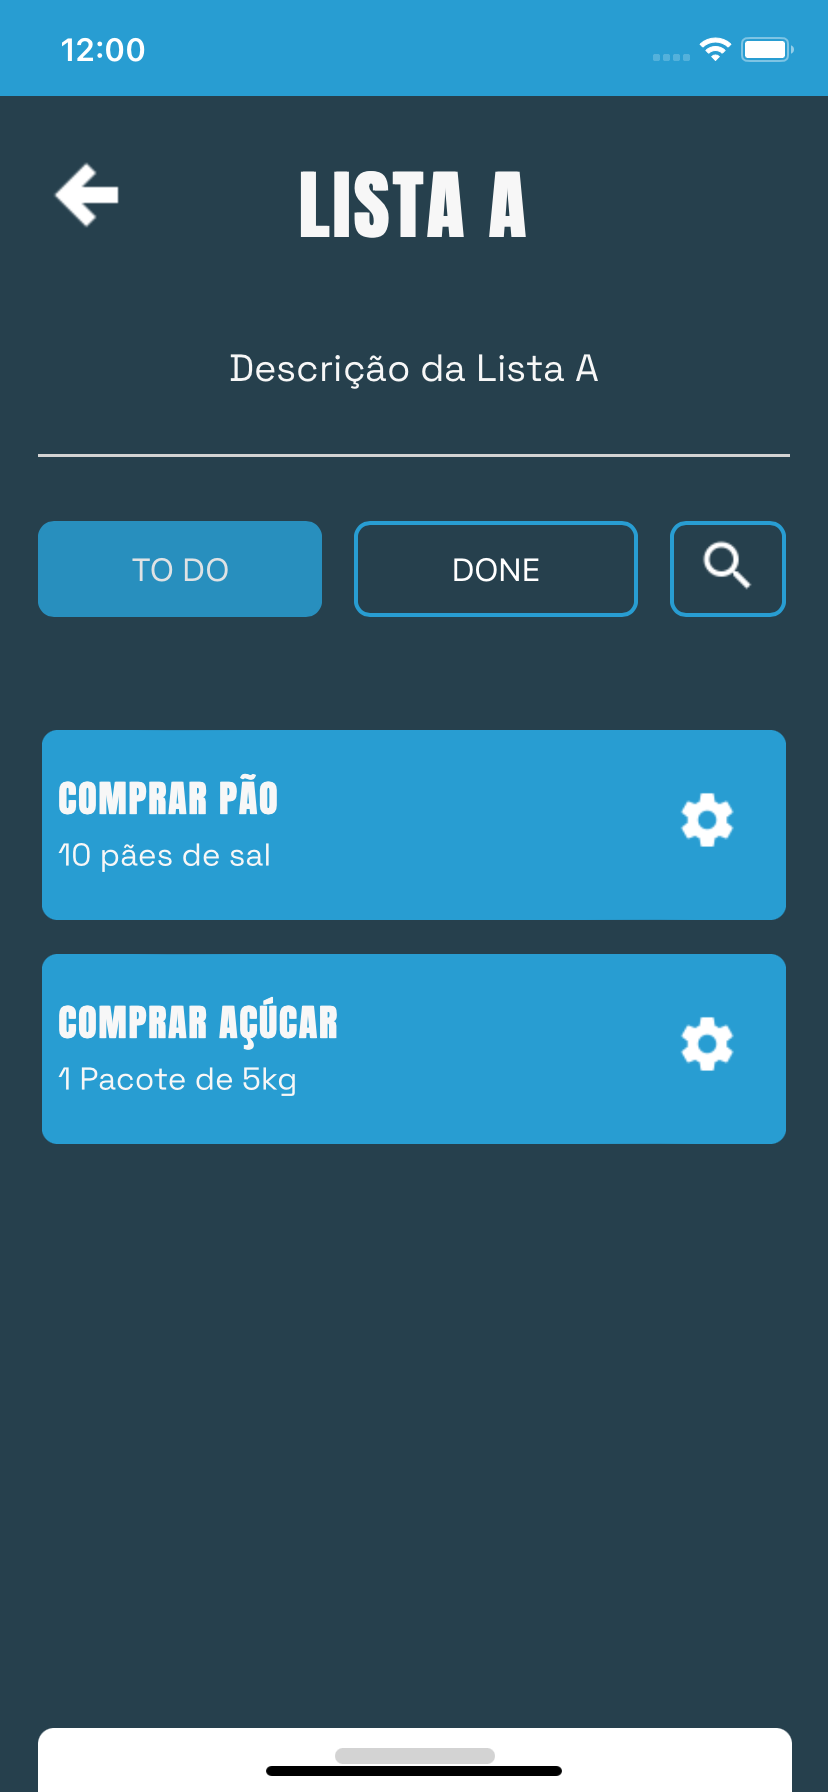 12:00
LISTA A
Descrição da Lista A
TO DO
DONE
COMPRAR PÃO
10 pães de sal
COMPRAR AÇÚCAR
1 Pacote de 5kg